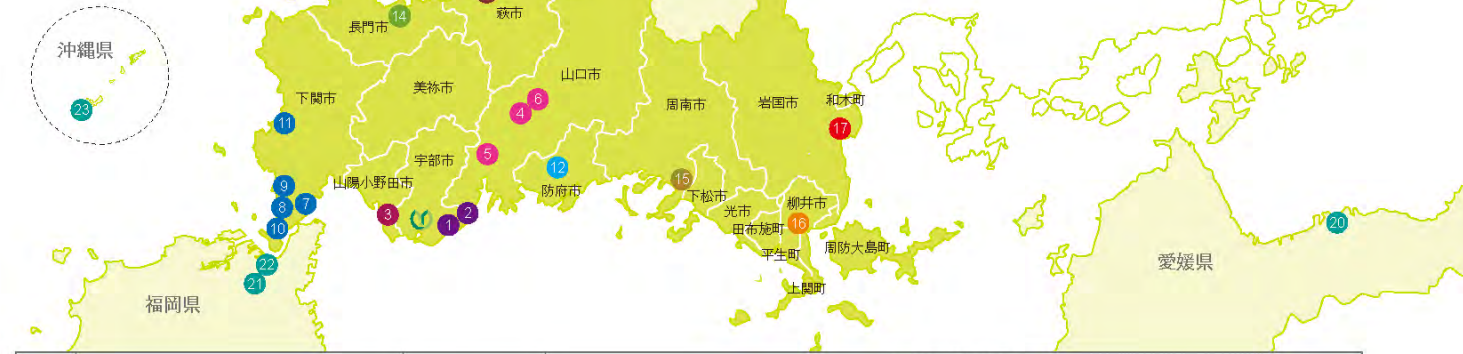 14
萩市
長門市
沖縄県
山口市
美祢市
下関市
6
周南市
岩国市
和木町
23
4
11
17
5
宇部市
12
山陽小野田市
防府市
15
9
下松市
7
8
柳井市
光市
3
2
1
16
20
10
田布施町
周防大島町
平生町
22
愛媛県
21
上関町
福岡県